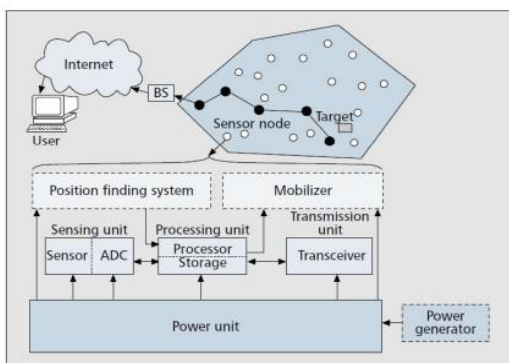 Internet
BS
Target
Sensor node
User
Position finding system
Mobilizer
Sensing unit
Processing unit
Transmission
unit
Sensor
ADC
Processor
Storage
Transceiver
Power unit
Power
generator